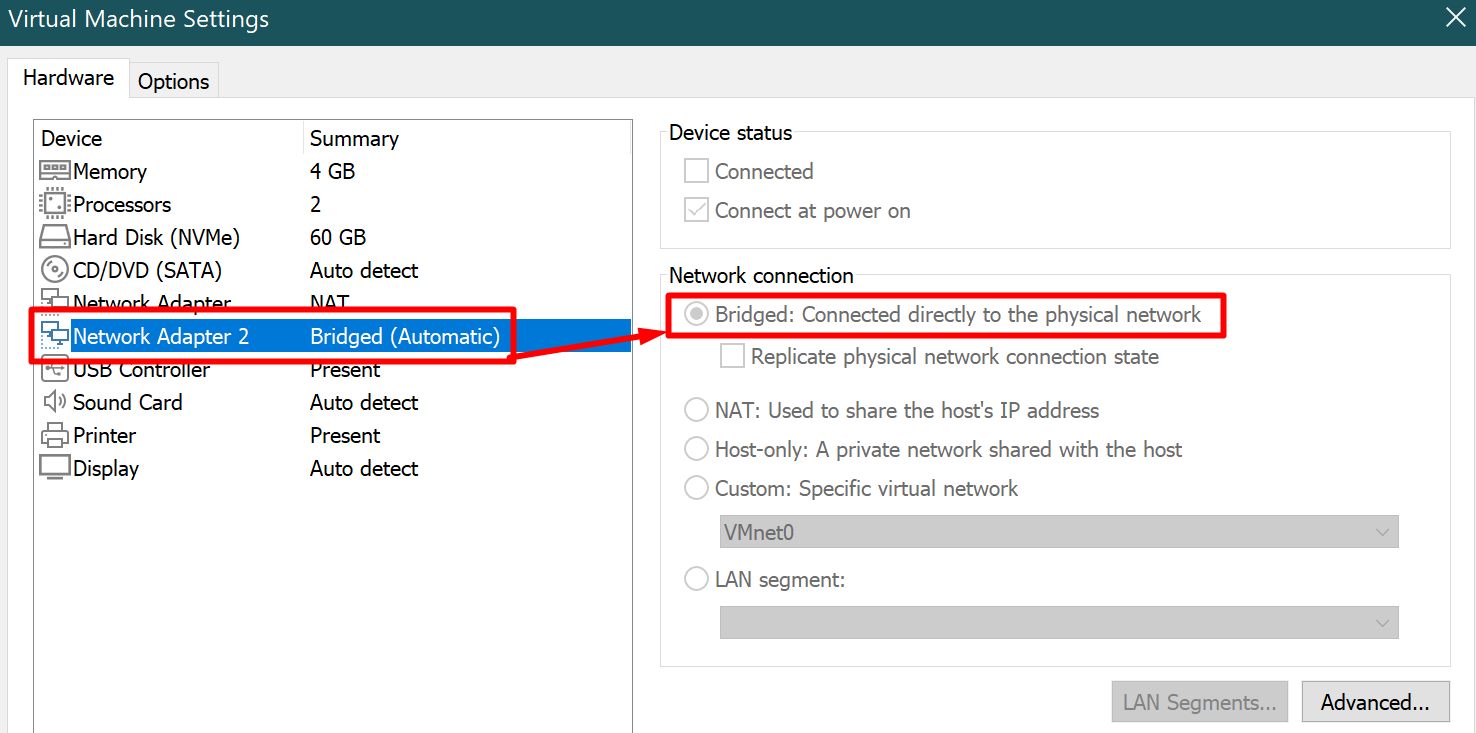 Virtual Machine Settings
Hardware
Options
Device Summary
Memory 4 GB
Processors 2
Hard Disk (NVMe) 60 GB
CD/DVD (SATA) Auto detect
Network Adapter NAT
Network Adapter 2 Bridged (Automatic)
USB Controller Present
Sound Card Auto detect
Printer Present
Display Auto detect
Device status
Connected
Connect at power on
Network connection
Bridged: Connected directly to the physical network
Replicate physical network connection state
NAT: Used to share the host's IP address
Host-only: A private network shared with the host
Custom: Specific virtual network
VMnet0
LAN segment:
LAN Segments...
Advanced...